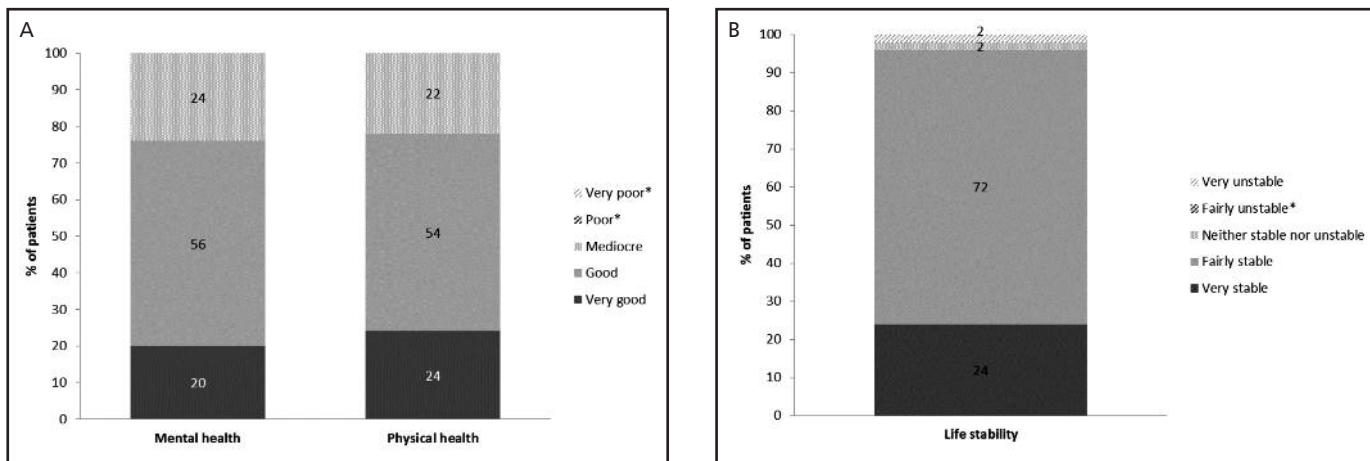 A
% of patients
100
90
80
70
60
50
40
30
20
10
0
24
56
20
22
54
24
Mental health
Physical health
Very poor*
Poor*
Mediocre
Good
Very good
B
% of patients
100
90
80
70
60
50
40
30
20
10
0
2
2
72
24
Life stability
Very unstable
Fairly unstable*
Neither stable nor unstable
Fairly stable
Very stable